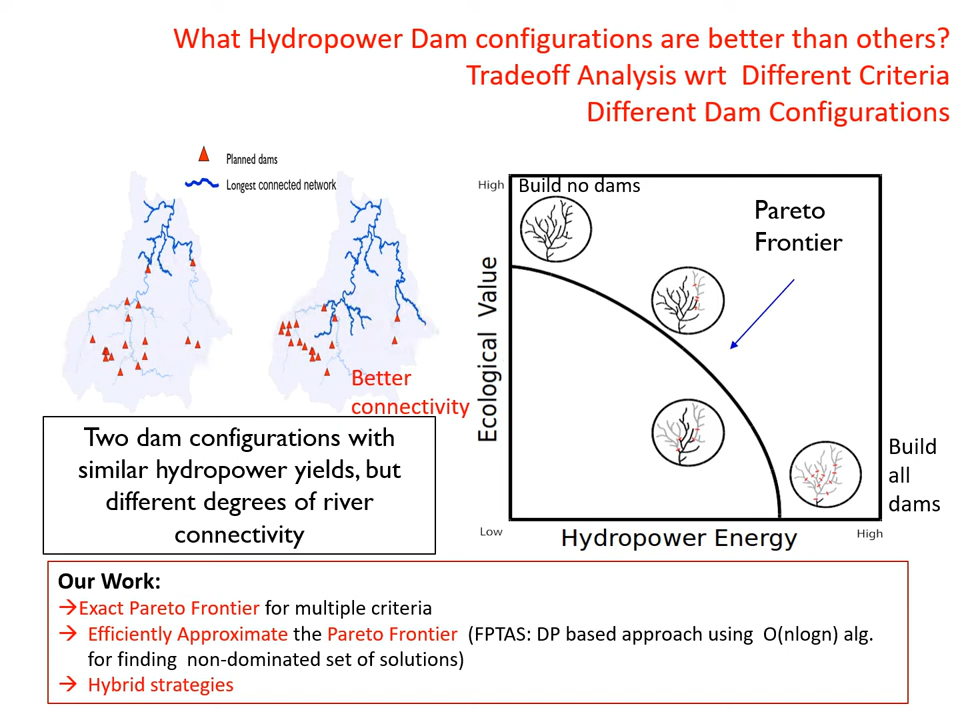 What Hydropower Dam configurations are better than others?
Tradeoff Analysis wrt  Different Criteria
Different Dam Configurations
Planned dams
Longest connected network
Better
connectivity
Two dam configurations with
similar hydropower yields, but
different degrees of river
connectivity
High
Build no dams
Pareto
Frontier
Ecological Value
Build
all
dams
Low
Hydropower Energy
High
Our Work:
→Exact Pareto Frontier for multiple criteria
→ Efficiently Approximate the Pareto Frontier (FPTAS: DP based approach using O(nlogn) alg.
for finding non-dominated set of solutions)
→ Hybrid strategies